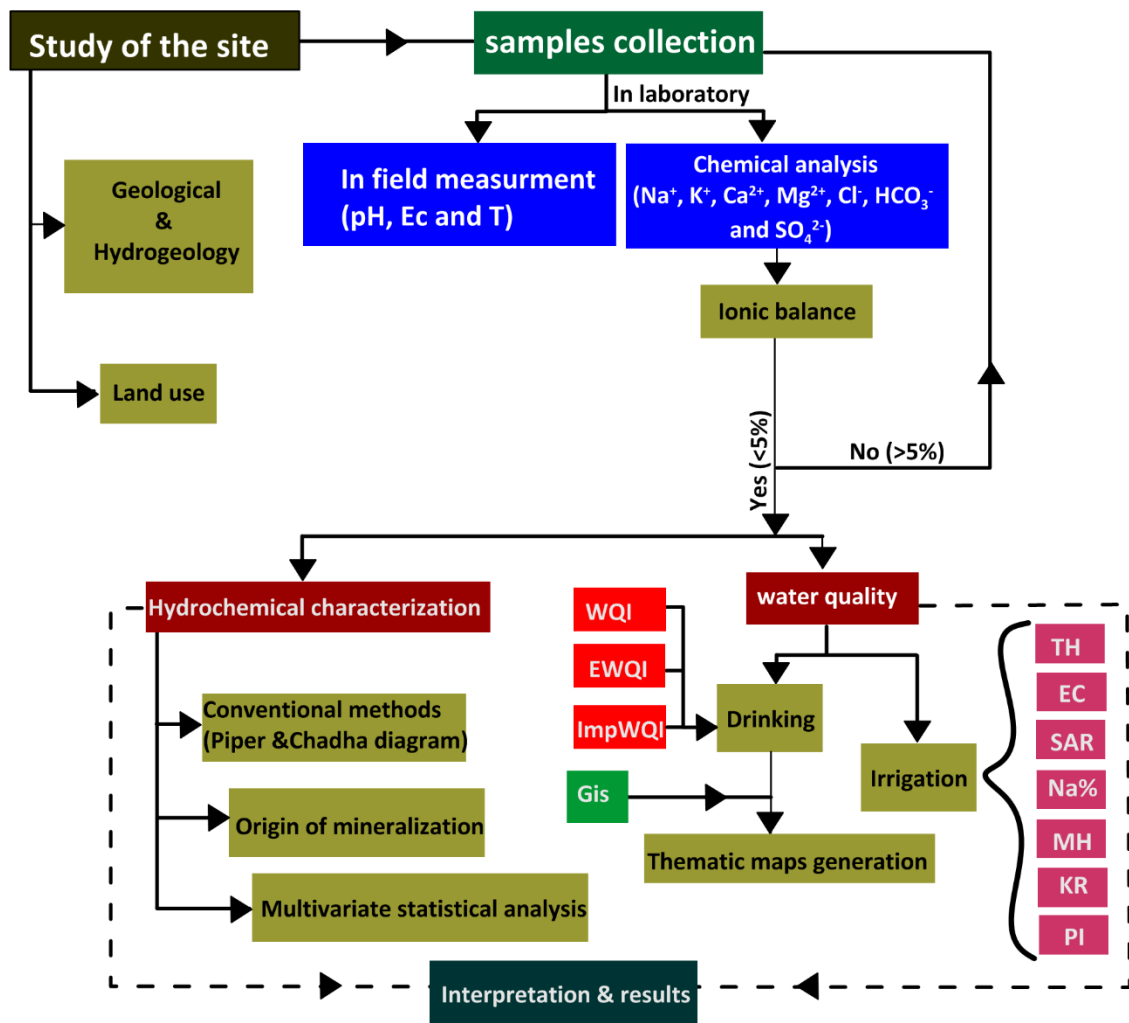 Study of the site
samples collection
In laboratory
In field measurment
(pH, Ec and T)
Chemical analysis
(Na⁺, K⁺, Ca²⁺, Mg²⁺, Cl⁻, HCO₃⁻
and SO₄²⁻)
Geological
&
Hydrogeology
Ionic balance
Land use
Yes (<5%)
No (>5%)
Hydrochemical characterization
water quality
WQI
EWQI
ImpWQI
Drinking
Gis
Irrigation
TH
EC
SAR
Na%
MH
KR
PI
Conventional methods
(Piper &Chadha diagram)
Origin of mineralization
Thematic maps generation
Multivariate statistical analysis
Interpretation & results